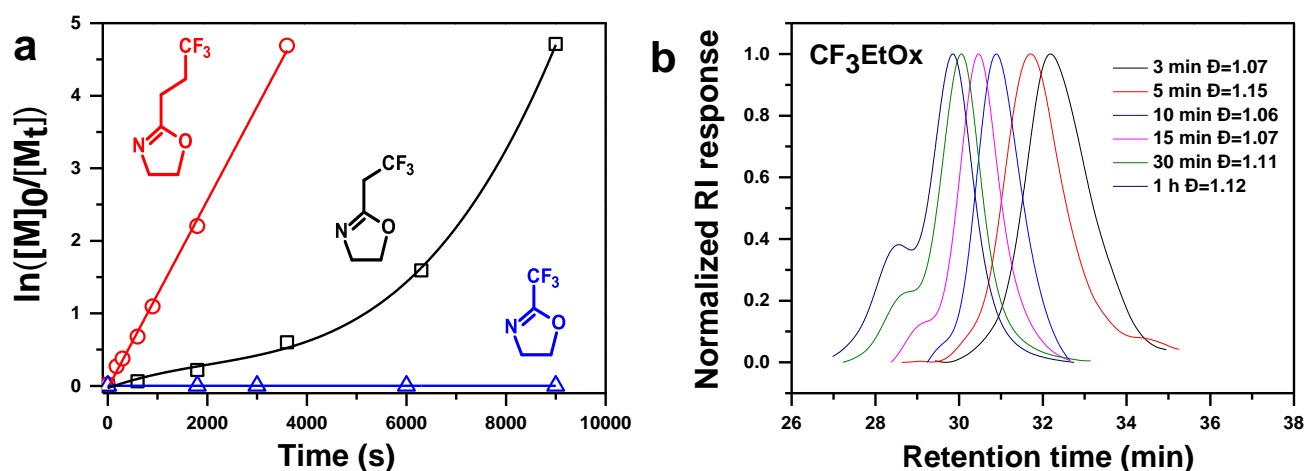 a
5
4
3
2
1
0
ln([M]0/[Mt])
0 2000 4000 6000 8000 10000
Time (s)
CF3
N O
CF3
N O
CF3
N O
b
CF3EtOx
1.0
0.8
0.6
0.4
0.2
0.0
Normalized RI response
26 28 30 32 34 36 38
Retention time (min)
3 min Đ=1.07
5 min Đ=1.15
10 min Đ=1.06
15 min Đ=1.07
30 min Đ=1.11
1 h Đ=1.12